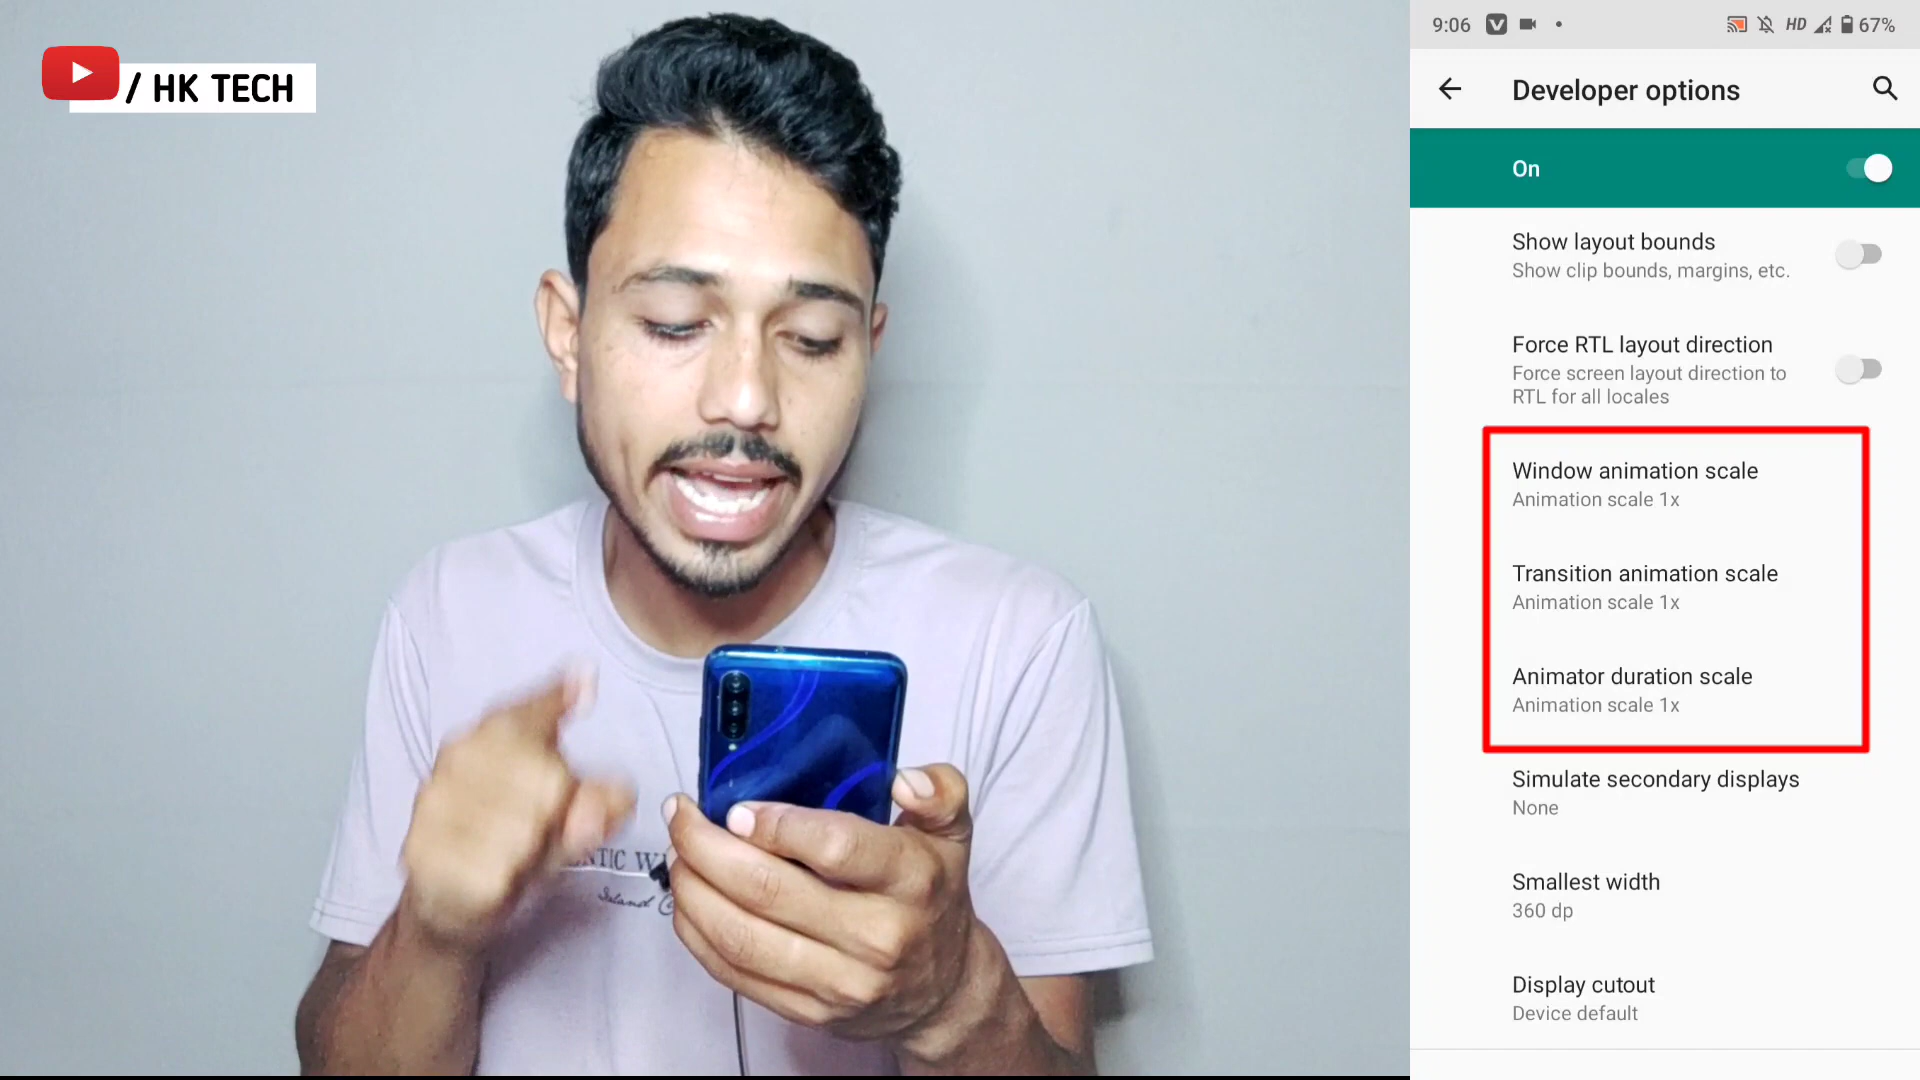 / HK TECH
9:06
HD
67%
Developer options
On
Show layout bounds
Show clip bounds, margins, etc.
Force RTL layout direction
Force screen layout direction to
RTL for all locales
Window animation scale
Animation scale 1x
Transition animation scale
Animation scale 1x
Animator duration scale
Animation scale 1x
Simulate secondary displays
None
Smallest width
360 dp
Display cutout
Device default
ENTIC
Island